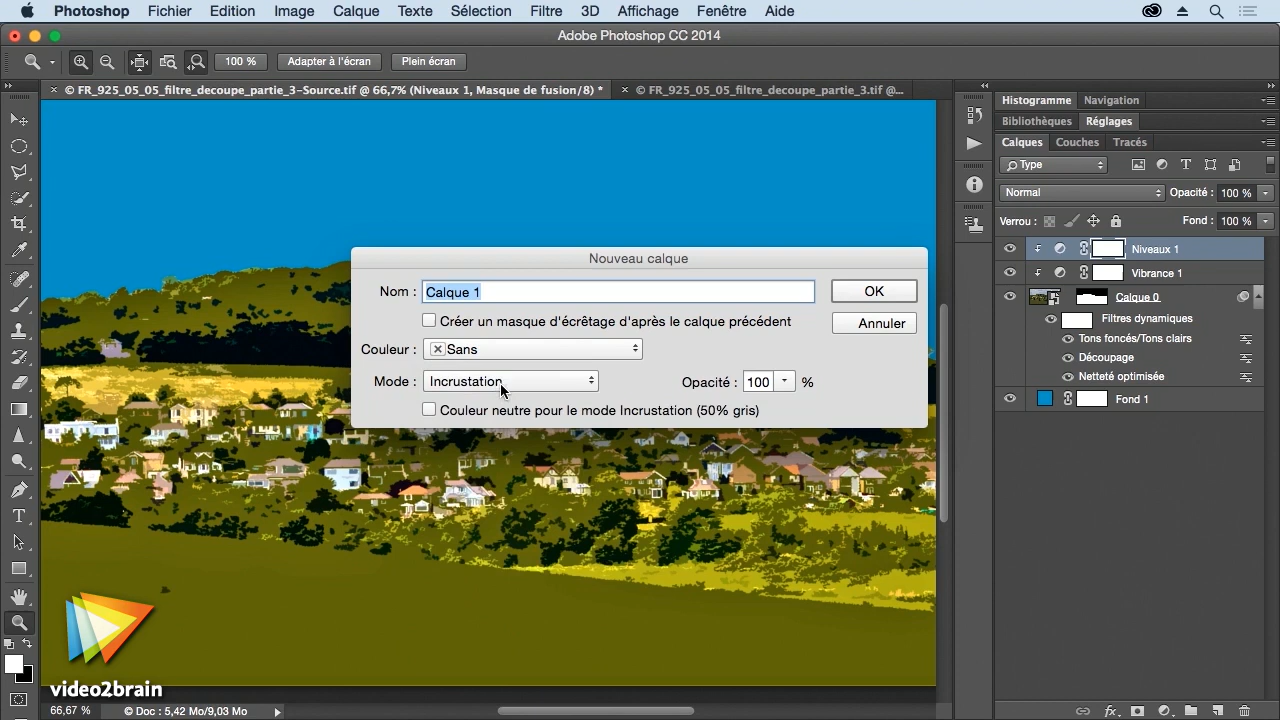 Photoshop Fichier Edition Image Calque Texte Sélection Filtre 3D Affichage Fenêtre Aide
Adobe Photoshop CC 2014
100 % Adapter à l'écran Plein écran
© FR_925_05_05_filtre_decoupe_partie_3-Source.tif @ 66,7% (Niveaux 1, Masque de fusion/8) * © FR_925_05_05_filtre_decoupe_partie_3.tif @...
Histogramme Navigation
Bibliothèques Réglages
Calques Couches Tracés
Type
Normal Opacité : 100 %
Verrou : Fond : 100 %
Niveaux 1
Vibrance 1
Calque 0
Filtres dynamiques
Tons foncés/Tons clairs
Découpage
Netteté optimisée
Fond 1
Nouveau calque
Nom : Calque 1 OK
Créer un masque d'écrêtage d'après le calque précédent Annuler
Couleur : Sans
Mode : Incrustation Opacité : 100 %
Couleur neutre pour le mode Incrustation (50% gris)
video2brain
66,67 % © Doc : 5,42 Mo/9,03 Mo